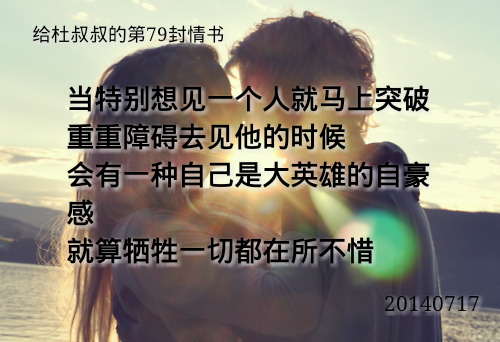 给杜叔叔的第79封情书
当特别想见一个人就马上突破
重重障碍去见他的时候
会有一种自己是大英雄的自豪
感
就算牺牲一切都在所不惜
20140717